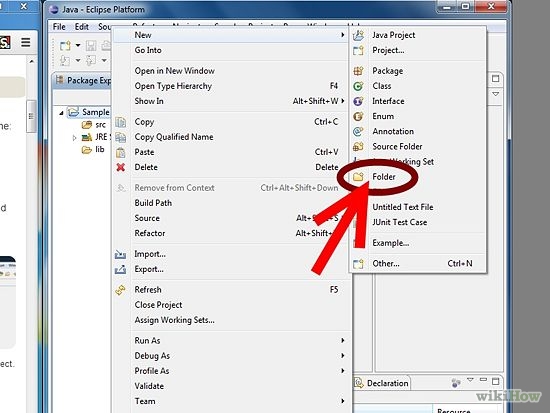 Java - Eclipse Platform
Package Exp
Sample
src
JRE S
lib
New
Go Into
Open in New Window
Open Type Hierarchy F4
Show In Alt+Shift+W
Copy Ctrl+C
Copy Qualified Name
Paste Ctrl+V
Delete Delete
Remove from Context Ctrl+Alt+Shift+Down
Build Path
Source Alt+Shift+S
Refactor Alt+Shift+
Import...
Export...
Refresh F5
Close Project
Assign Working Sets...
Run As
Debug As
Profile As
Validate
Team
Java Project
Project...
Package
Class
Interface
Enum
Annotation
Source Folder
Working Set
Folder
Untitled Text File
JUnit Test Case
Example...
Other... Ctrl+N
Declaration
ne:
d
ect.
wikiHow